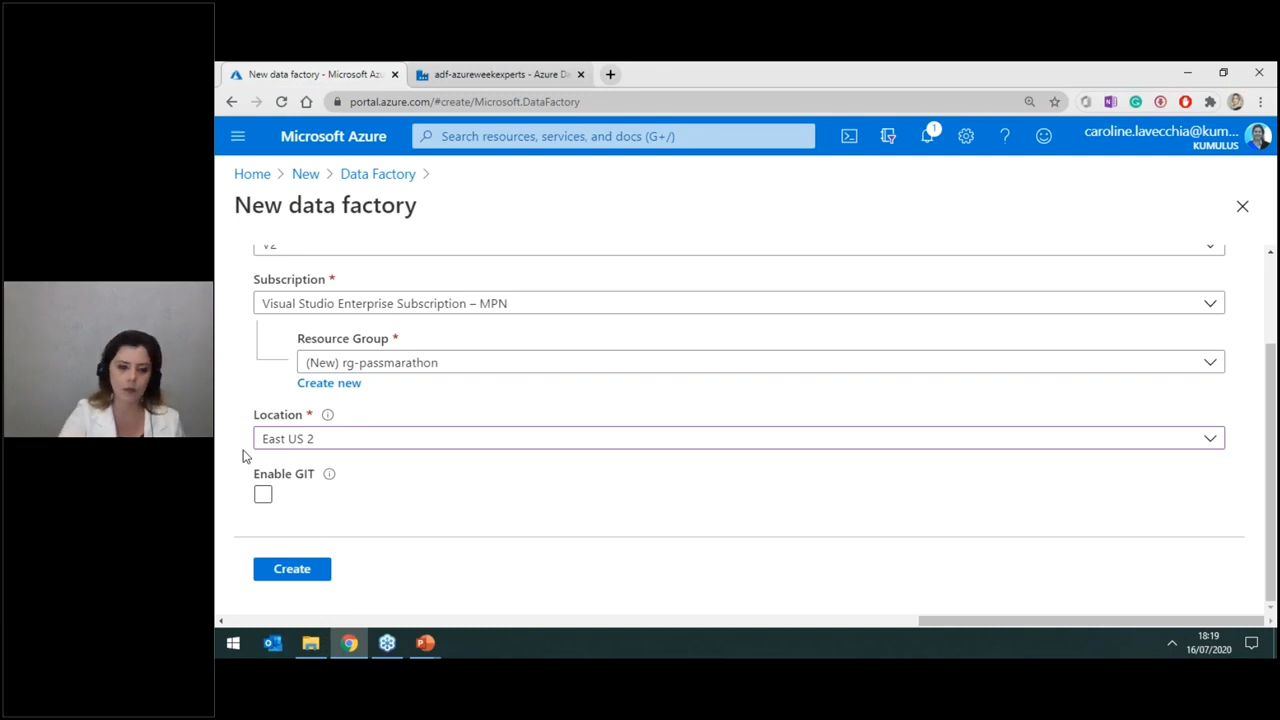 New data factory - Microsoft Az
adf-azureweekexperts - Azure Da
portal.azure.com/#create/Microsoft.DataFactory
Microsoft Azure
Search resources, services, and docs (G+/)
1
caroline.lavecchia@kum...
KUMULUS
Home > New > Data Factory >
New data factory
V2
Subscription *
Visual Studio Enterprise Subscription – MPN
Resource Group *
(New) rg-passmarathon
Create new
Location *
East US 2
Enable GIT
Create
18:19
16/07/2020